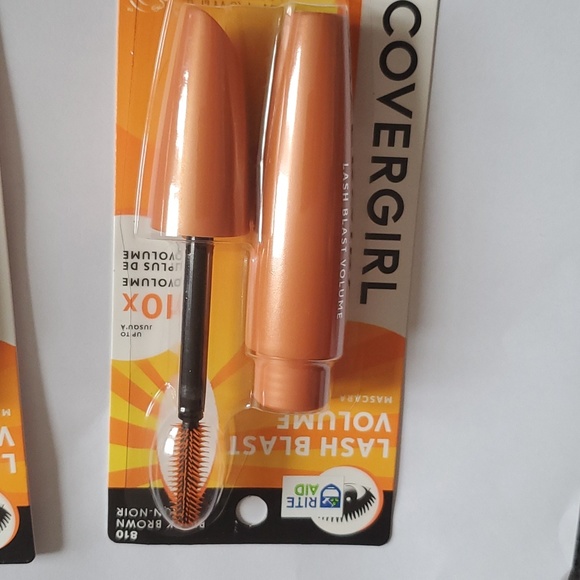 COVERGIRL
LASH BLAST VOLUME
LASH BLAST
VOLUME
MASCARA
UP TO
JUSQU'À
10X
VOLUME
PLUS DE
VOLUME
RITE
AID
810
BROWN
N-NOIR
L
V
M